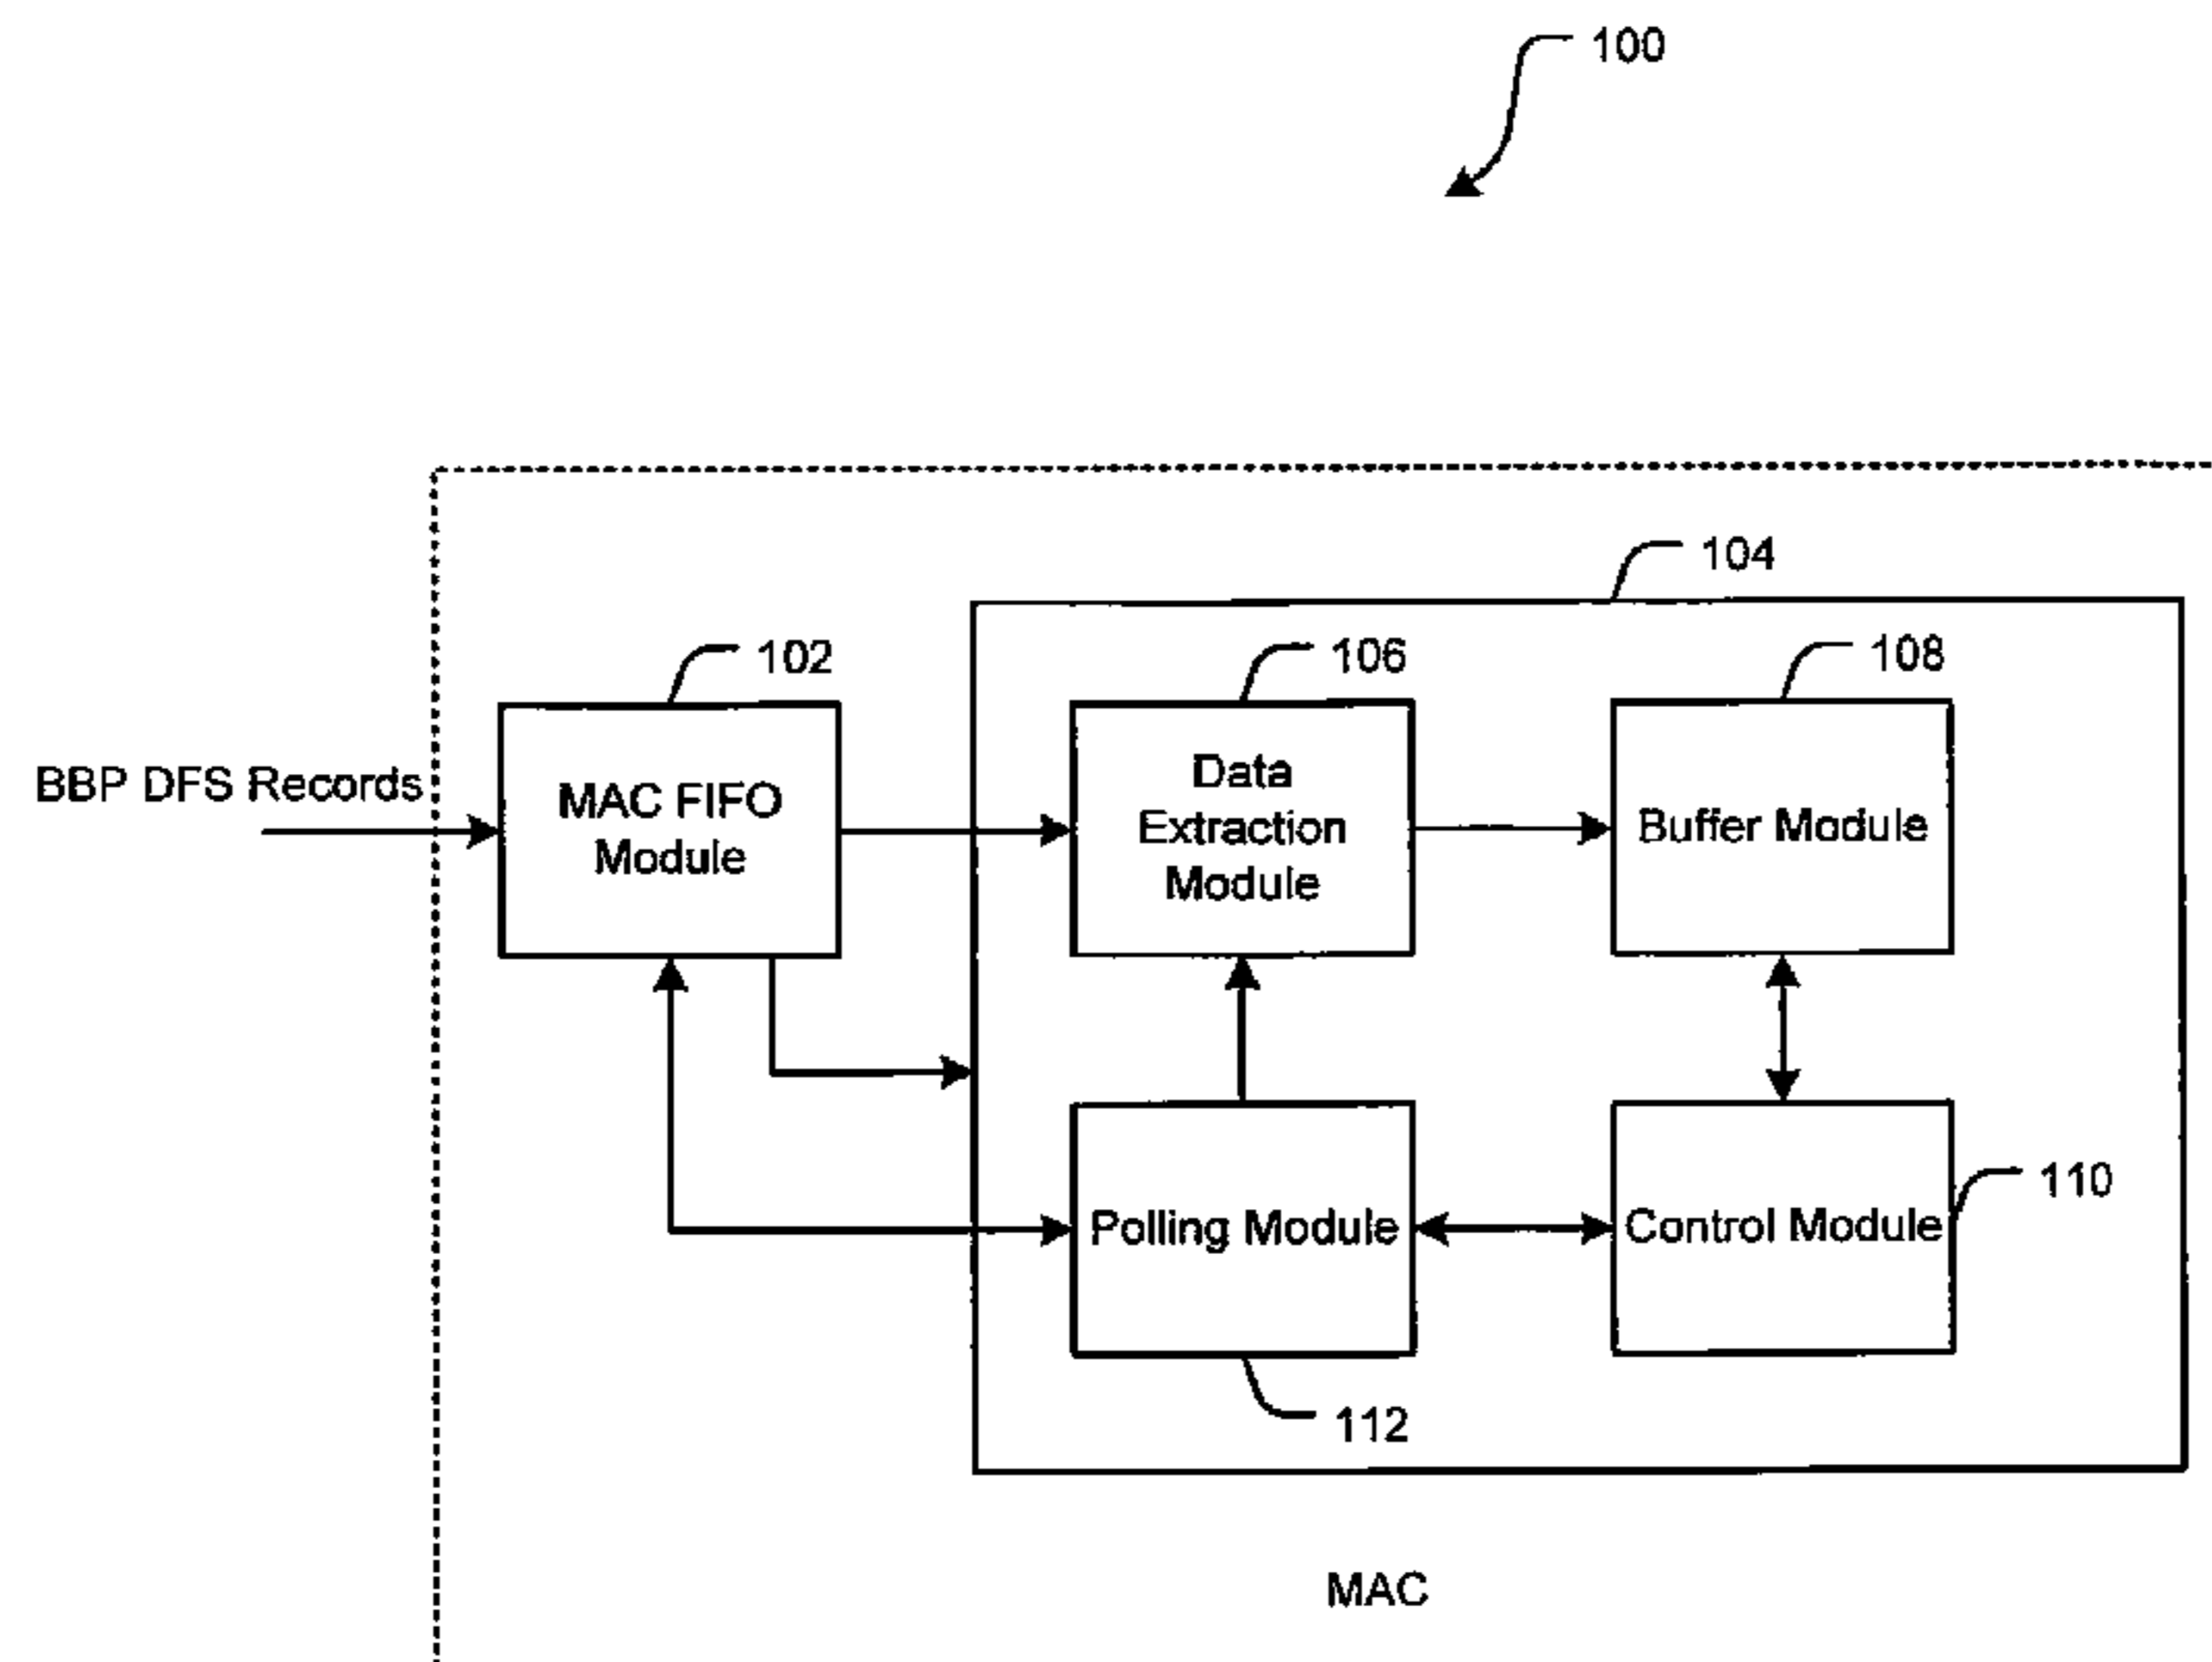 100
104
102
106
108
BBP DFS Records
MAC FIFO
Module
Data
Extraction
Module
Buffer Module
110
Polling Module
Control Module
112
MAC